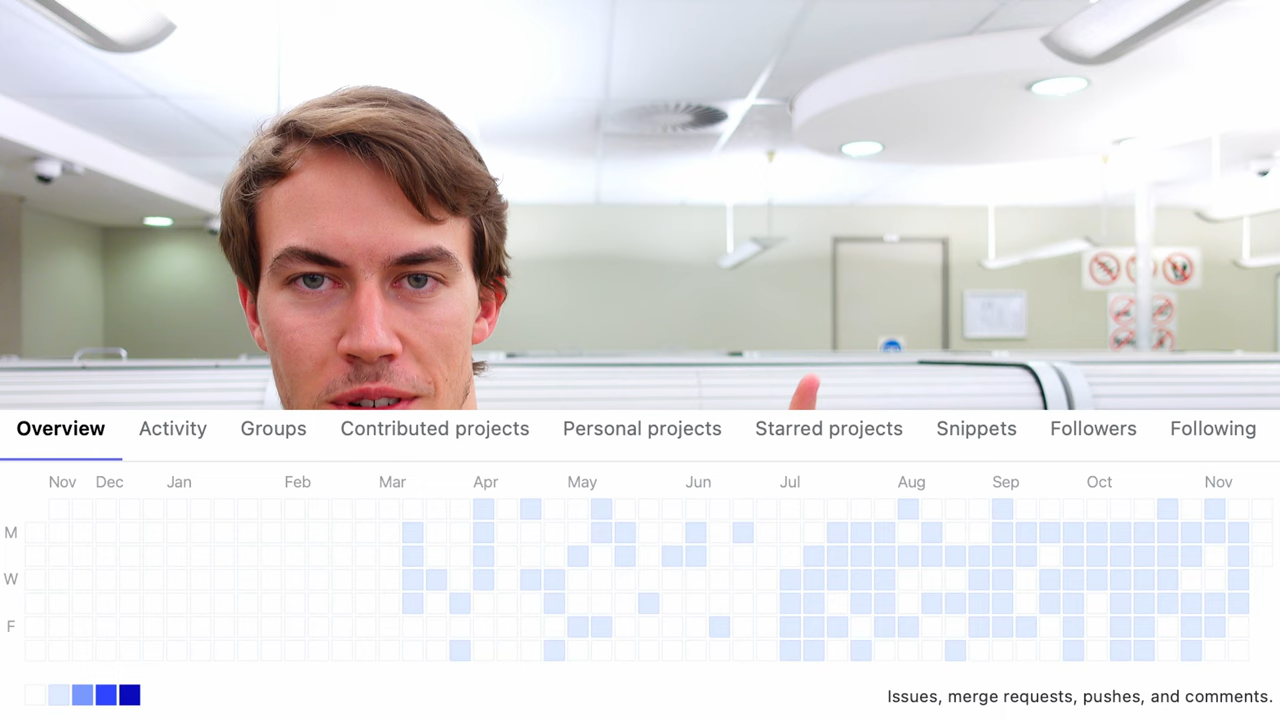 Overview Activity Groups Contributed projects Personal projects Starred projects Snippets Followers Following
Nov Dec Jan Feb Mar Apr May Jun Jul Aug Sep Oct Nov
M
W
F
Issues, merge requests, pushes, and comments.